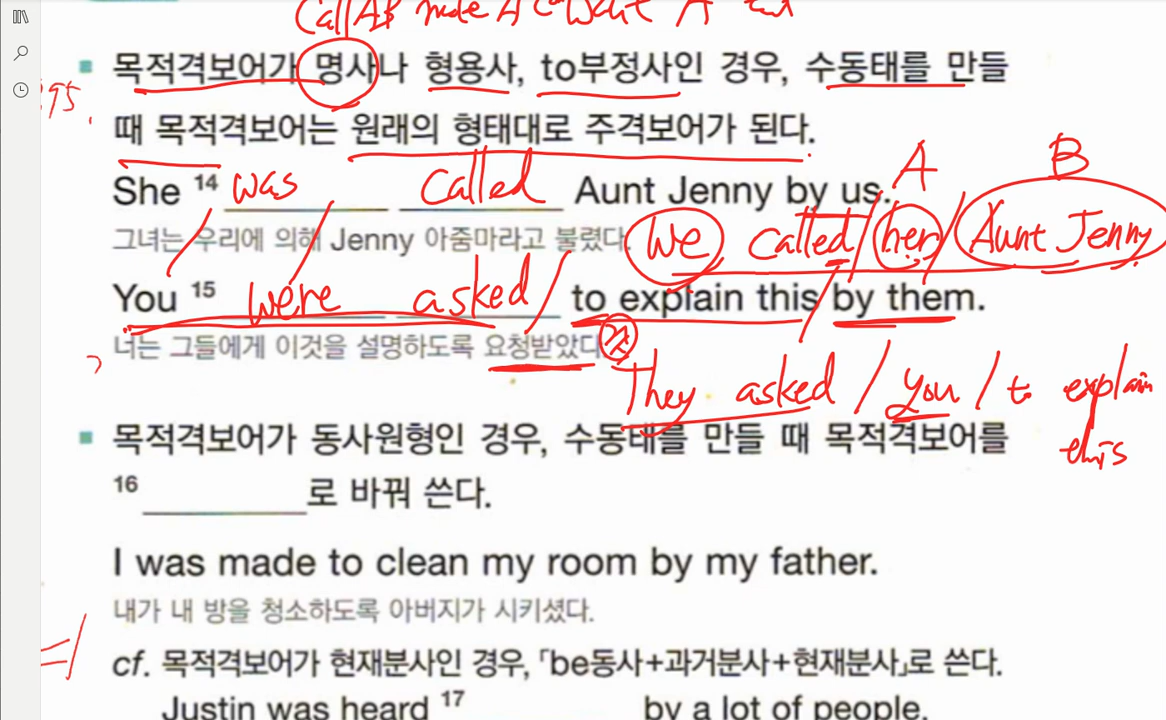 Call AB make A
■ 목적격보어가 명사나 형용사, to부정사인 경우, 수동태를 만들
때 목적격보어는 원래의 형태대로 주격보어가 된다.
A B
She 14 was called Aunt Jenny by us.
그녀는 우리에 의해 Jenny 아줌마라고 불렸다.
We called / her / Aunt Jenny
You 15 were asked / to explain this by them.
너는 그들에게 이것을 설명하도록 요청받았다
They asked / you / to explain
this
■ 목적격보어가 동사원형인 경우, 수동태를 만들 때 목적격보어를
16 ________로 바꿔 쓴다.
I was made to clean my room by my father.
내가 내 방을 청소하도록 아버지가 시키셨다.
cf. 목적격보어가 현재분사인 경우, 「be동사+과거분사+현재분사」로 쓴다.
Justin was heard 17 ________ by a lot of people.